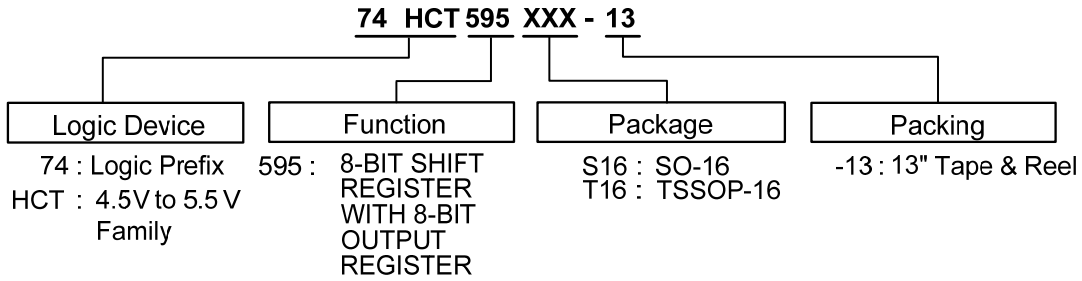 74 HCT 595 XXX - 13
Logic Device
74 : Logic Prefix
HCT : 4.5V to 5.5 V
Family
Function
595 : 8-BIT SHIFT
REGISTER
WITH 8-BIT
OUTPUT
REGISTER
Package
S16 : SO-16
T16 : TSSOP-16
Packing
-13 : 13" Tape & Reel